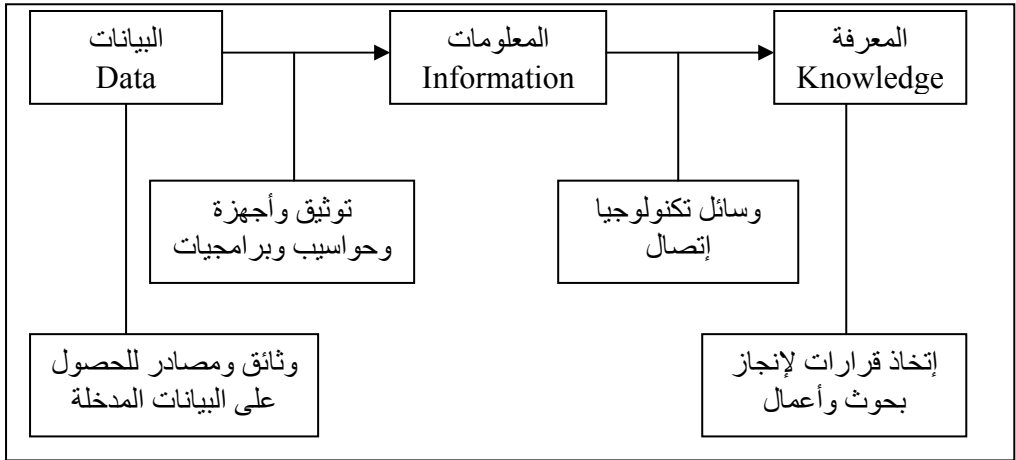 البيانات
Data
المعلومات
Information
المعرفة
Knowledge
توثيق وأجهزة
وحواسيب وبرامجيات
وسائل تكنولوجيا
إتصال
وثائق ومصادر للحصول
على البيانات المدخلة
إتخاذ قرارات لإنجاز
بحوث وأعمال